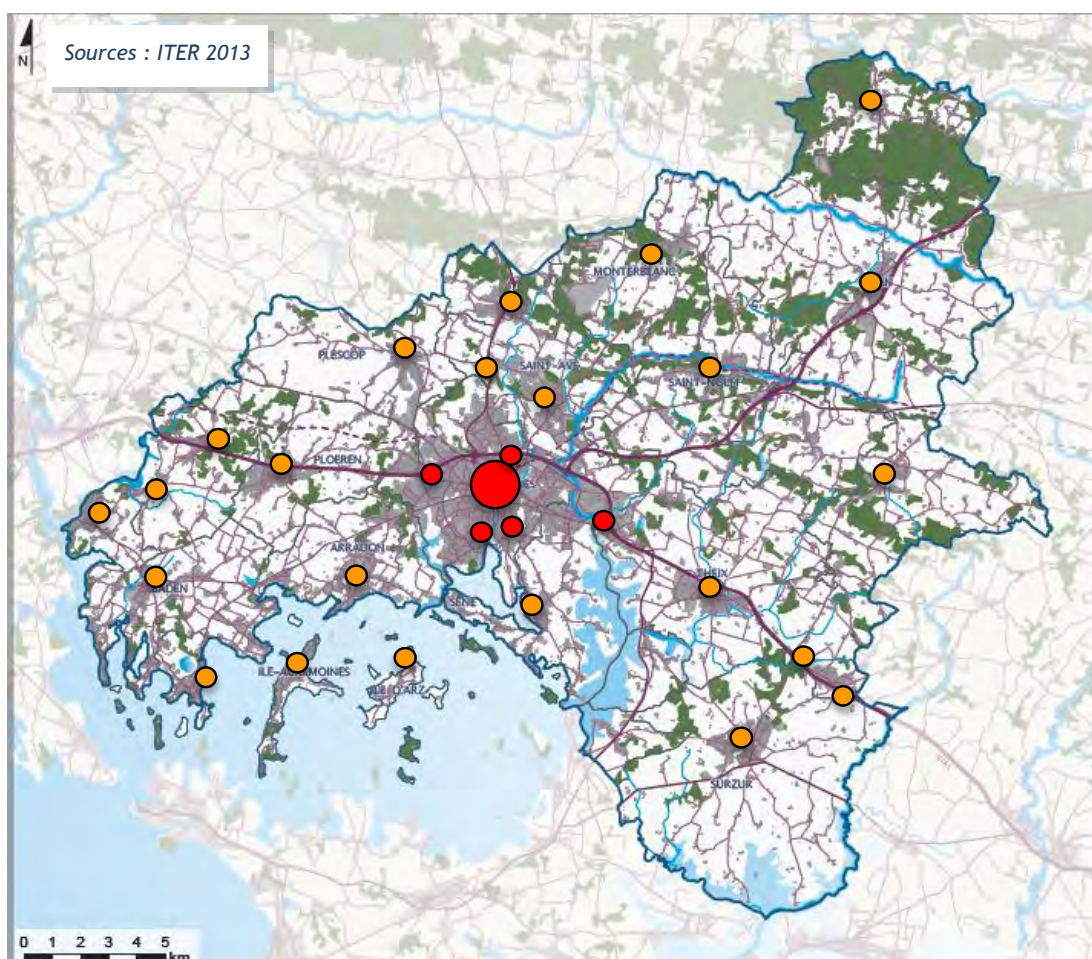 Sources : ITER 2013
N
MONTERBLANC
PLESCOP
SAINT-AVE
SAINT-NOLFF
PLOEREN
ARRADON
THEIX
BADEN
SENE
ILE-AUX-MOINES
ILE D'ARZ
SURZUR
0 1 2 3 4 5
km